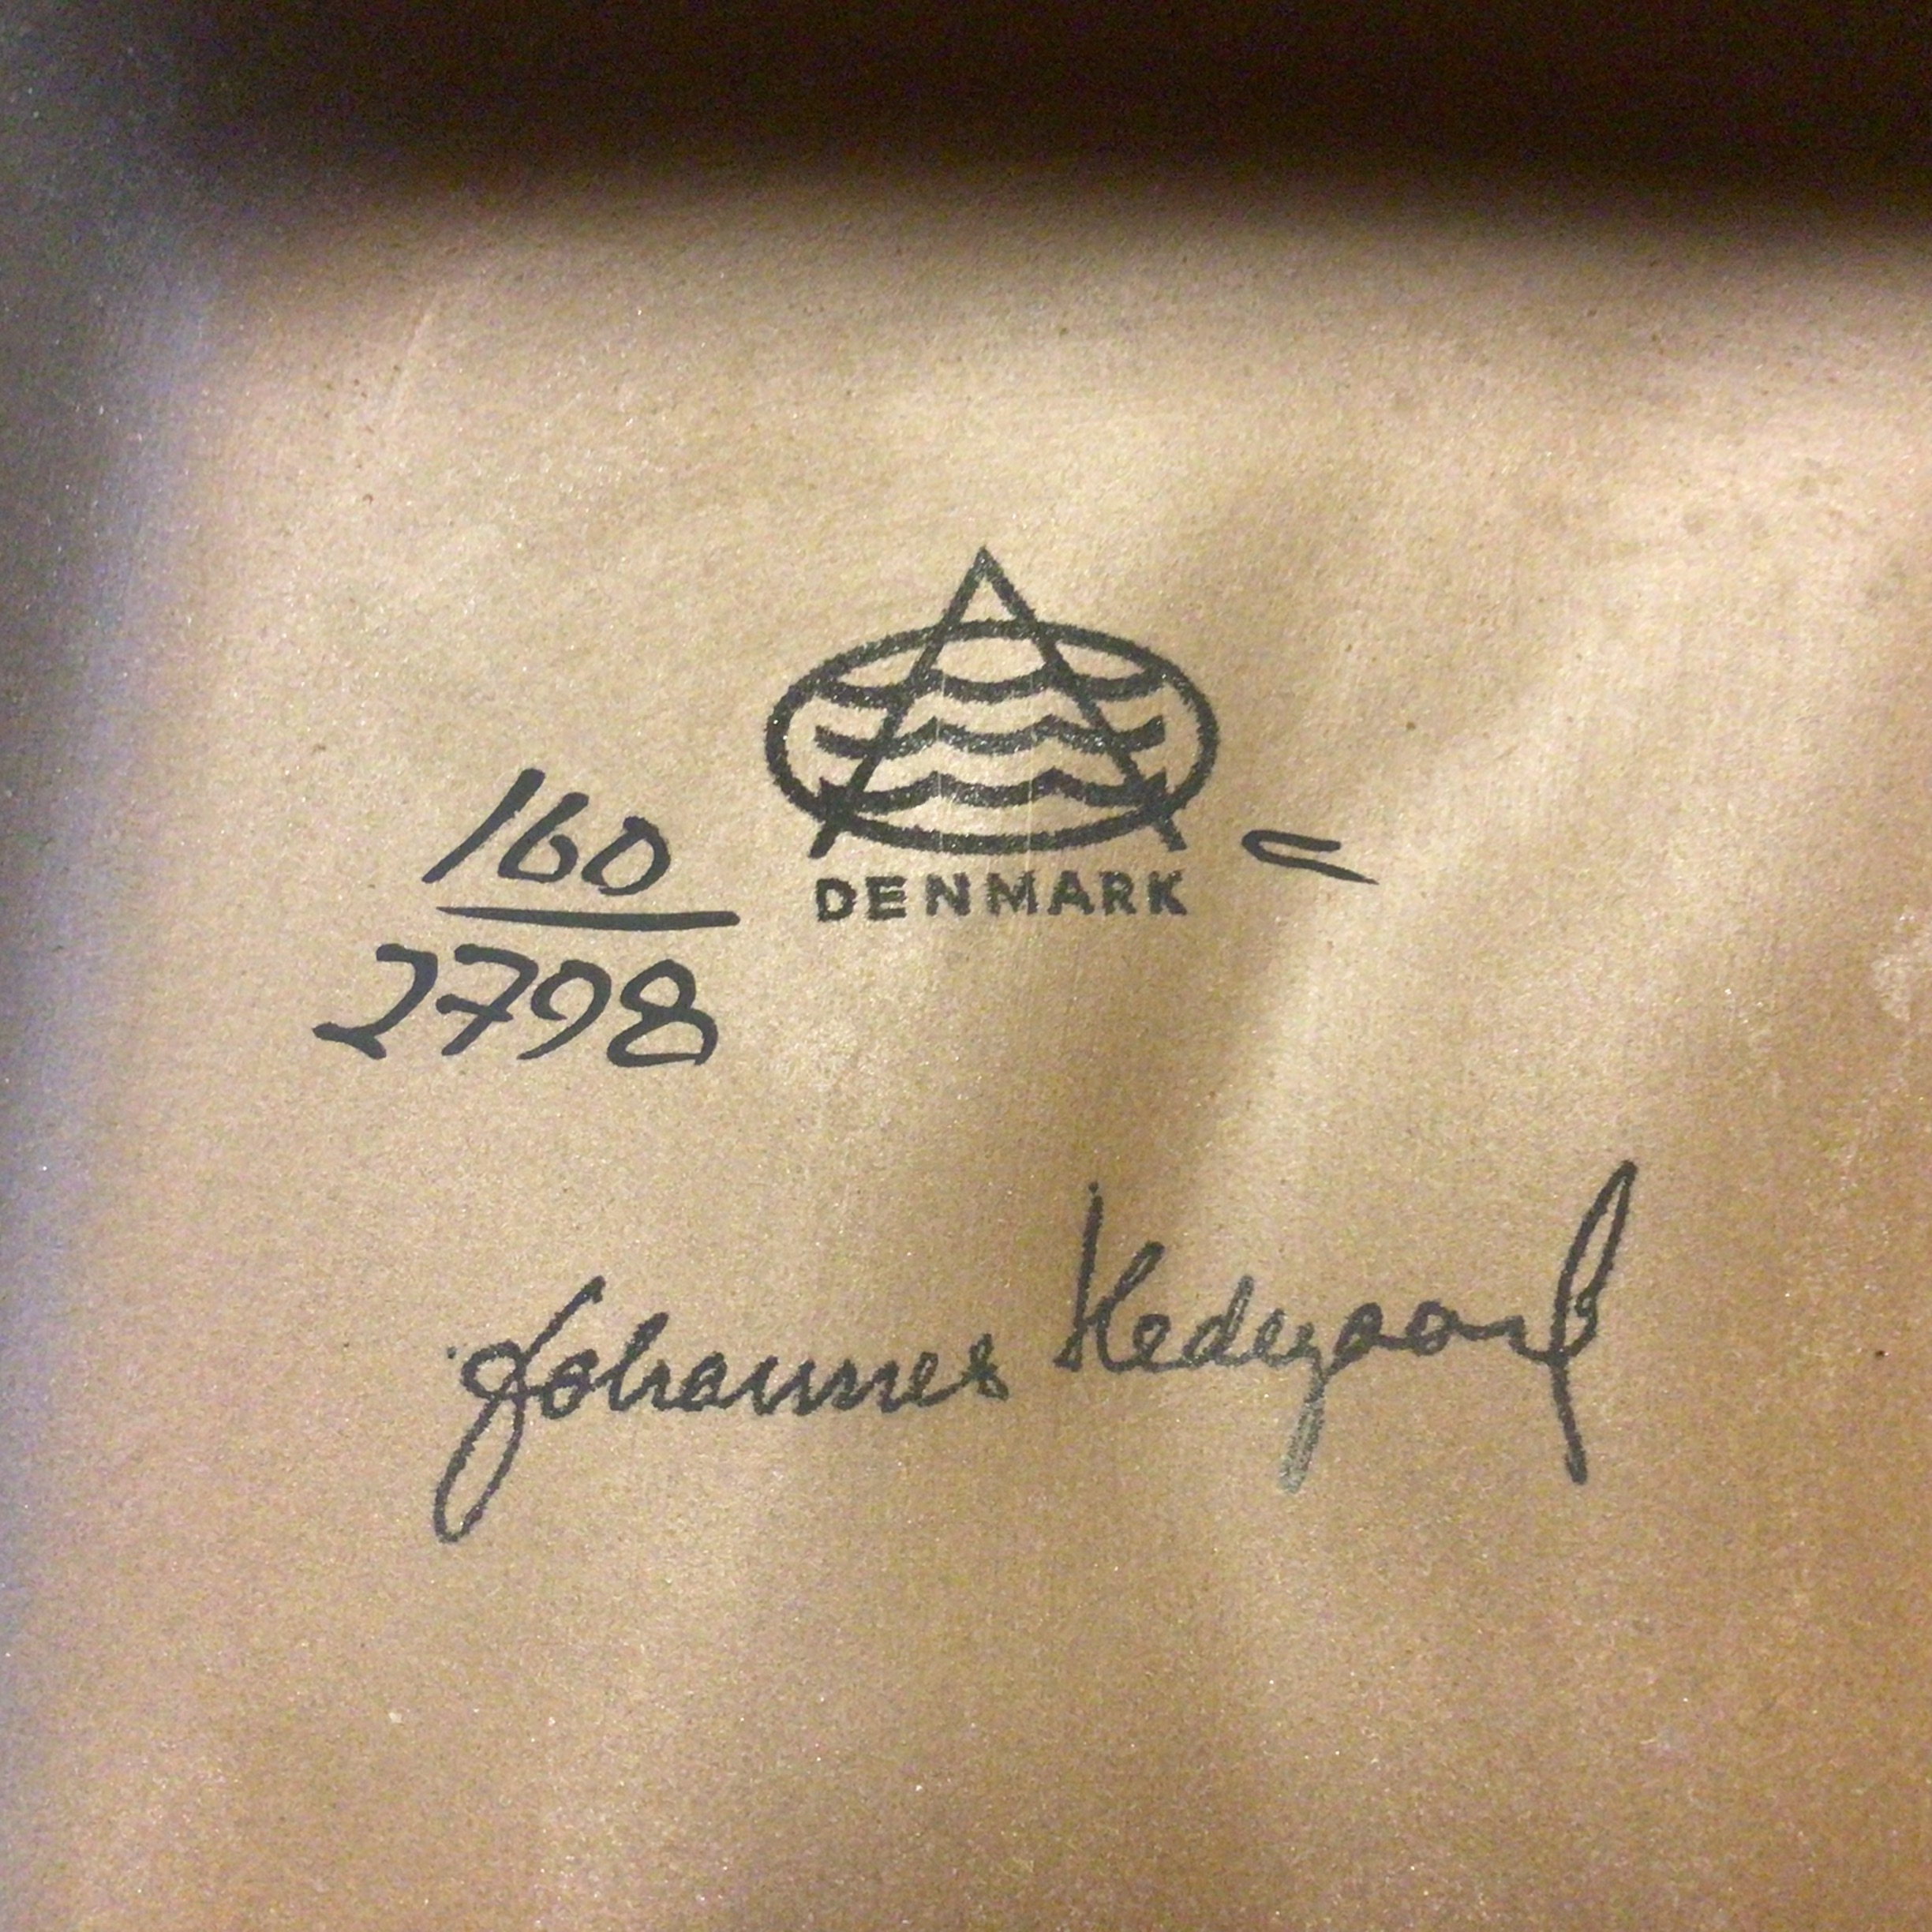 160
2798
DENMARK
Johannes Hedegaard